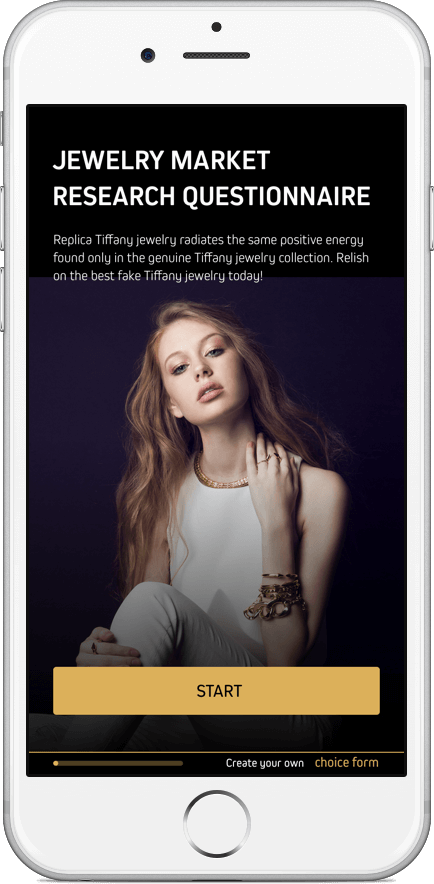 JEWELRY MARKET
RESEARCH QUESTIONNAIRE
Replica Tiffany jewelry radiates the same positive energy
found only in the genuine Tiffany jewelry collection. Relish
on the best fake Tiffany jewelry today!
START
Create your own choice form